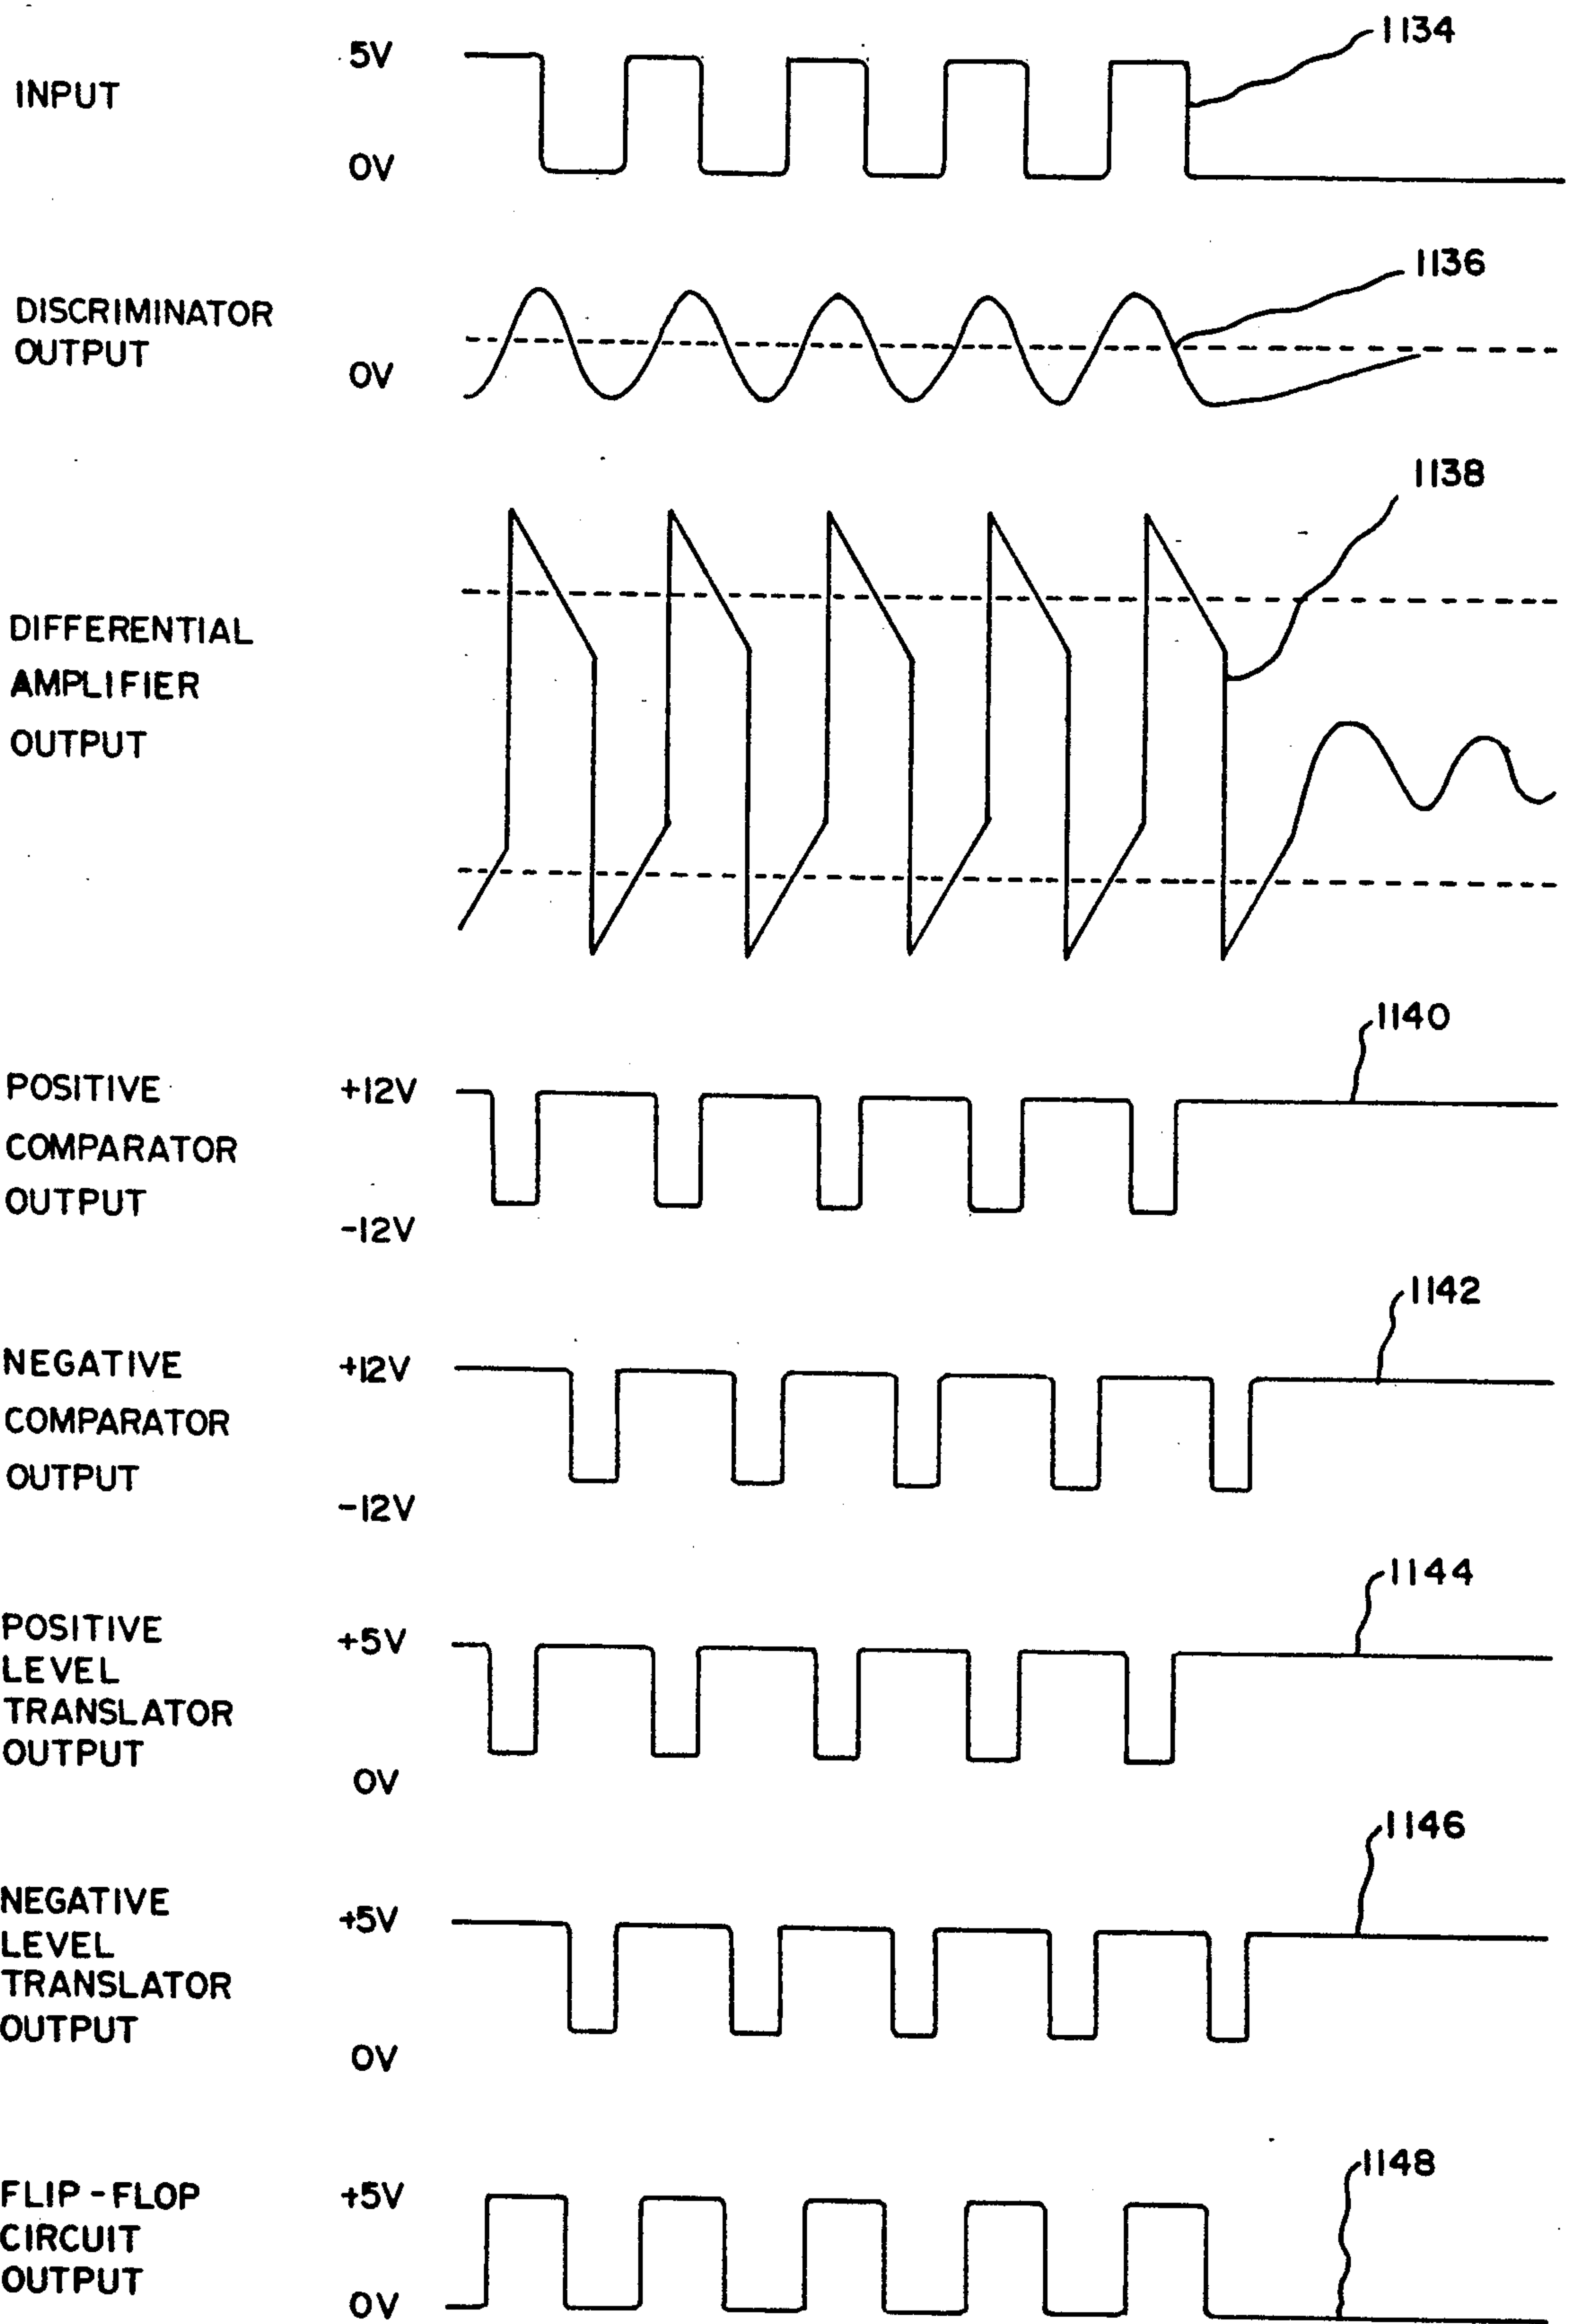 1134
5V
INPUT
0V
1136
DISCRIMINATOR
OUTPUT
0V
1138
DIFFERENTIAL
AMPLIFIER
OUTPUT
1140
POSITIVE
+12V
COMPARATOR
OUTPUT
-12V
1142
NEGATIVE
+12V
COMPARATOR
OUTPUT
-12V
1144
POSITIVE
+5V
LEVEL
TRANSLATOR
OUTPUT
0V
1146
NEGATIVE
+5V
LEVEL
TRANSLATOR
OUTPUT
0V
1148
FLIP-FLOP
+5V
CIRCUIT
OUTPUT
0V